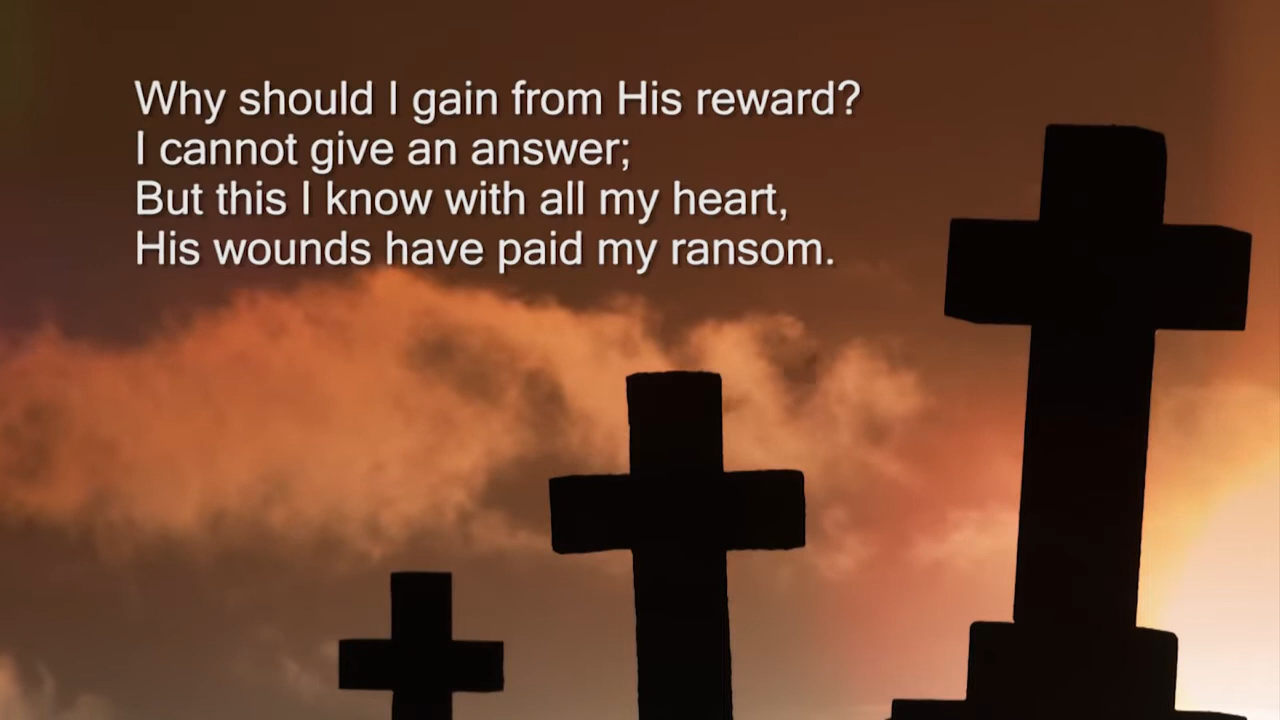 Why should I gain from His reward?
I cannot give an answer;
But this I know with all my heart,
His wounds have paid my ransom.